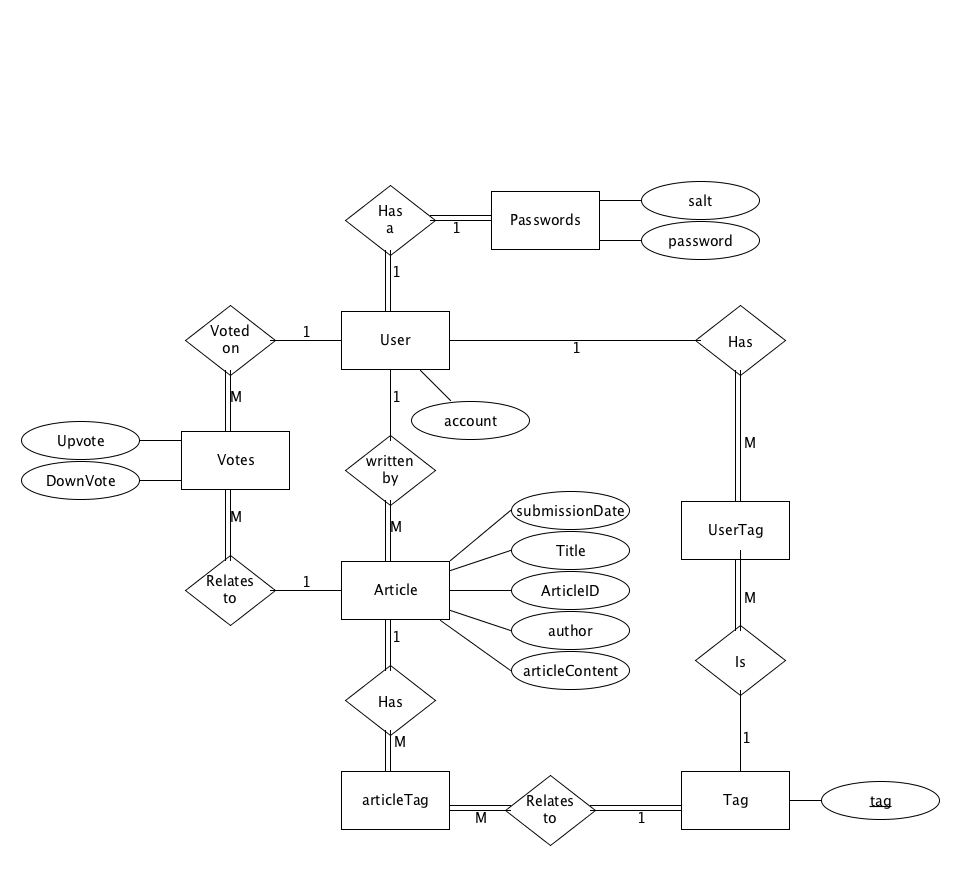 Has
a
1
Passwords
salt
password
1
Voted
on
1
User
1
Has
M
1
account
Upvote
DownVote
Votes
written
by
M
M
M
submissionDate
Title
ArticleID
author
articleContent
UserTag
Relates
to
1
Article
M
1
Is
Has
M
1
articleTag
M
Relates
to
1
Tag
tag